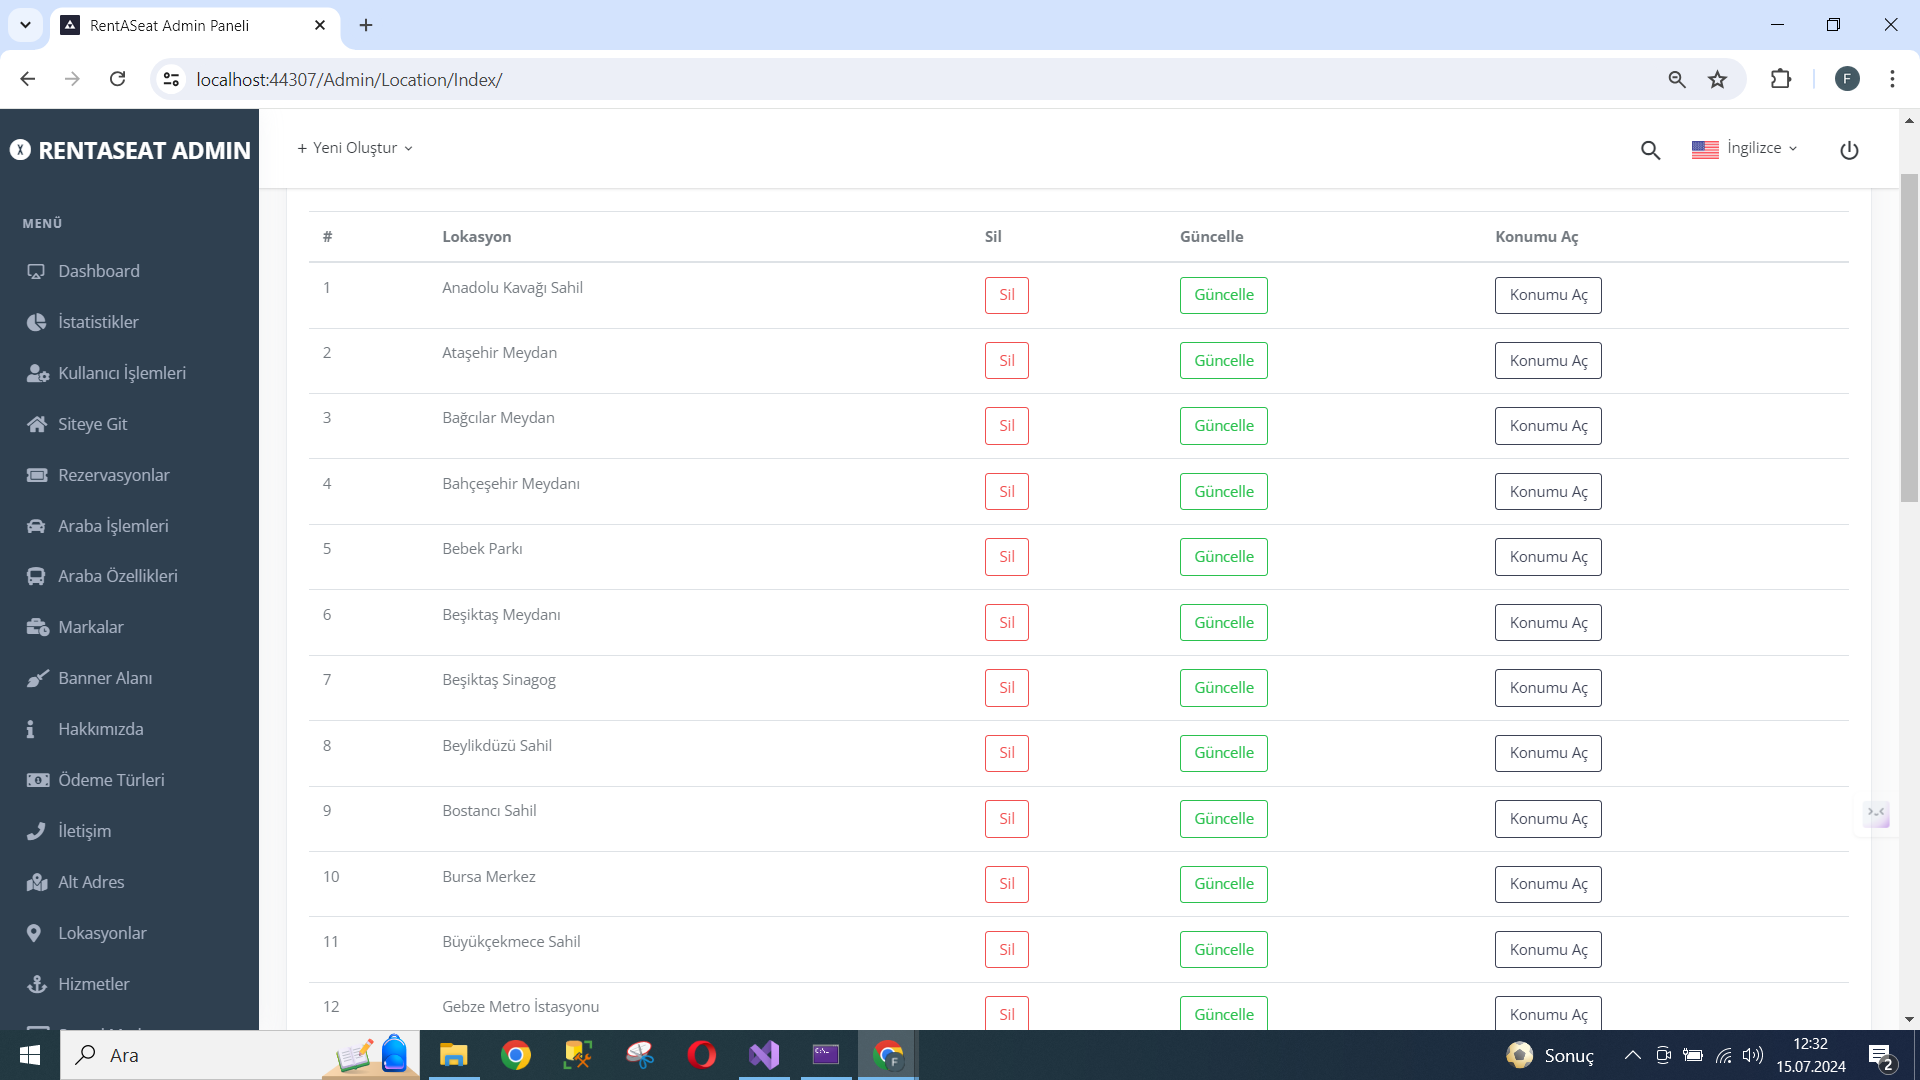 RentASeat Admin Paneli
localhost:44307/Admin/Location/Index/
F
RENTASEAT ADMIN
+ Yeni Oluştur
İngilizce
MENÜ
Dashboard
İstatistikler
Kullanıcı İşlemleri
Siteye Git
Rezervasyonlar
Araba İşlemleri
Araba Özellikleri
Markalar
Banner Alanı
Hakkımızda
Ödeme Türleri
İletişim
Alt Adres
Lokasyonlar
Hizmetler
# Lokasyon Sil Güncelle Konumu Aç
1 Anadolu Kavağı Sahil Sil Güncelle Konumu Aç
2 Ataşehir Meydan Sil Güncelle Konumu Aç
3 Bağcılar Meydan Sil Güncelle Konumu Aç
4 Bahçeşehir Meydanı Sil Güncelle Konumu Aç
5 Bebek Parkı Sil Güncelle Konumu Aç
6 Beşiktaş Meydanı Sil Güncelle Konumu Aç
7 Beşiktaş Sinagog Sil Güncelle Konumu Aç
8 Beylikdüzü Sahil Sil Güncelle Konumu Aç
9 Bostancı Sahil Sil Güncelle Konumu Aç
10 Bursa Merkez Sil Güncelle Konumu Aç
11 Büyükçekmece Sahil Sil Güncelle Konumu Aç
12 Gebze Metro İstasyonu Sil Güncelle Konumu Aç
Ara
Sonuç
12:32
15.07.2024
2